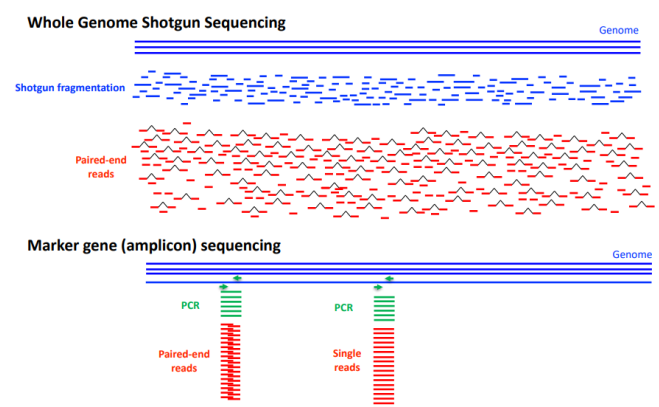 Whole Genome Shotgun Sequencing
Genome
Shotgun fragmentation
Paired-end
reads
Marker gene (amplicon) sequencing
Genome
PCR
PCR
Paired-end
reads
Single
reads